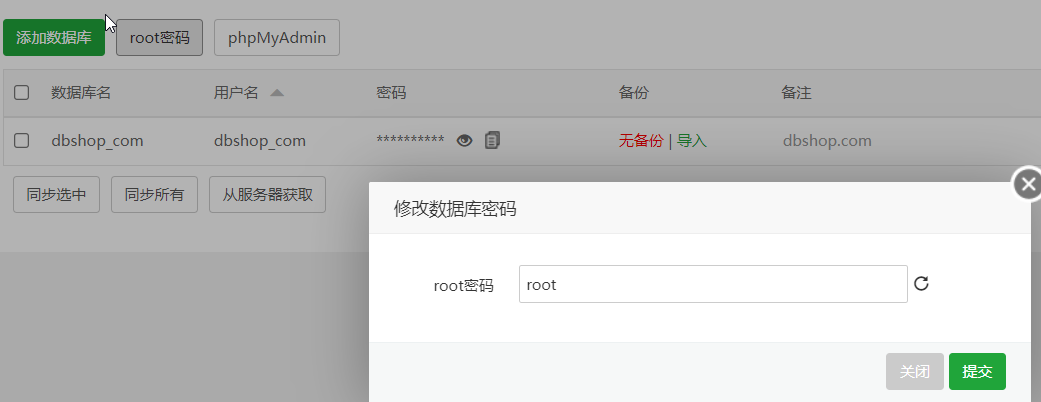 添加数据库 root密码 phpMyAdmin
数据库名 用户名 密码 备份 备注
dbshop_com dbshop_com ********** 无备份 | 导入 dbshop.com
同步选中 同步所有 从服务器获取
修改数据库密码
root密码 root
关闭 提交